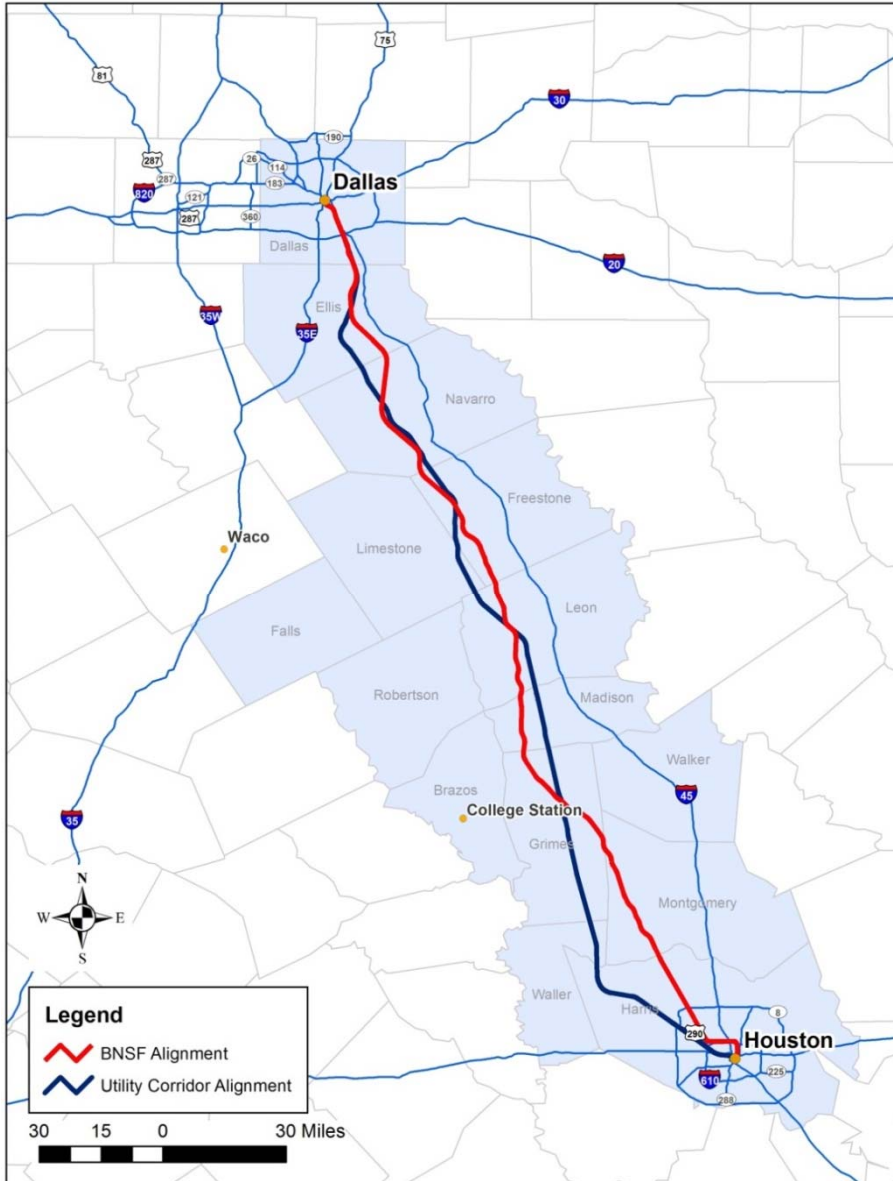 75
81
30
190
287
26
114
287
183
820
121
287
360
Dallas
Dallas
20
Ellis
35W
35E
Navarro
Freestone
Waco
Limestone
Leon
Falls
Robertson
Madison
Walker
Brazos
45
College Station
35
Grimes
N
W
E
S
Montgomery
Waller
Harris
8
290
Houston
610
225
288
Legend
BNSF Alignment
Utility Corridor Alignment
30 15 0 30 Miles